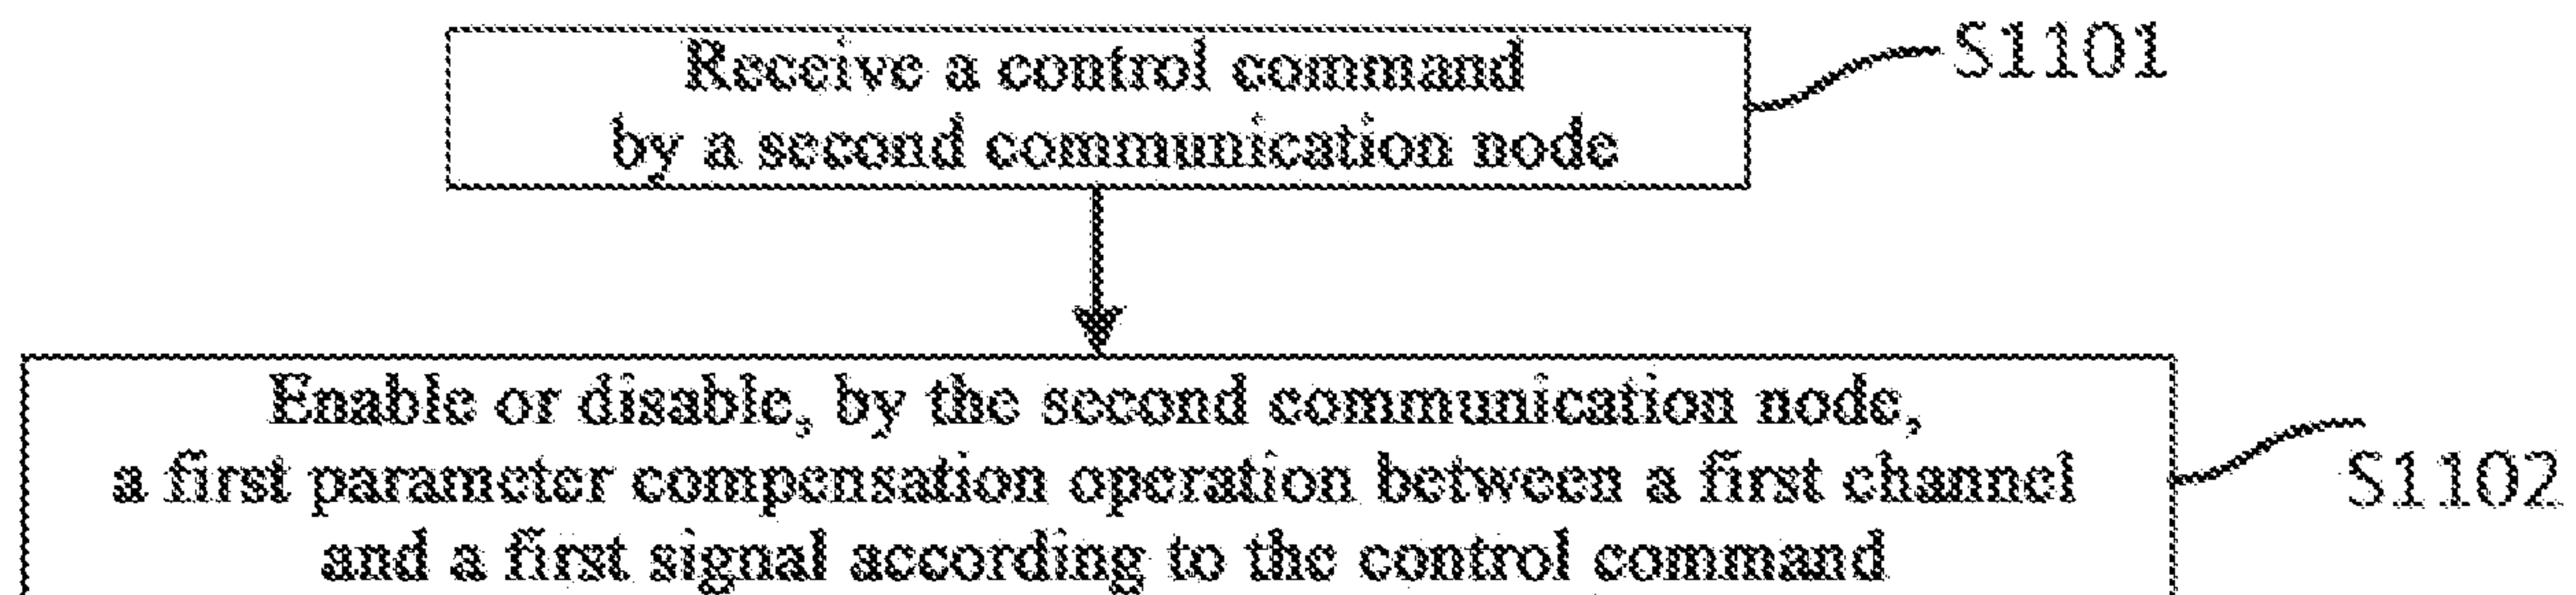 Receive a control command
by a second communication node
S1101
Enable or disable, by the second communication node,
a first parameter compensation operation between a first channel
and a first signal according to the control command
S1102